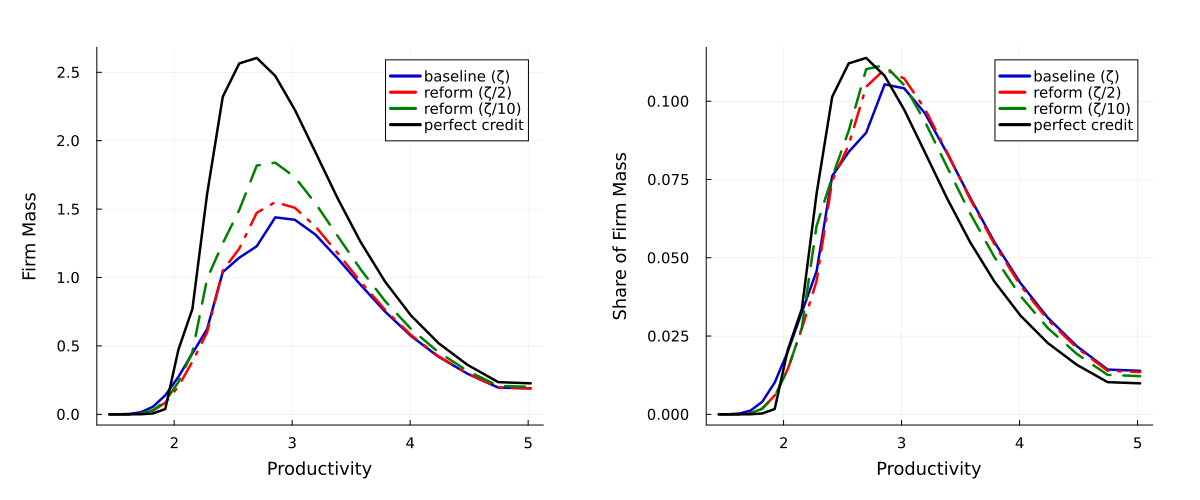 Firm Mass
2.5
2.0
1.5
1.0
0.5
0.0
2 3 4 5
Productivity
baseline (ζ)
reform (ζ/2)
reform (ζ/10)
perfect credit
Share of Firm Mass
0.100
0.075
0.050
0.025
0.000
2 3 4 5
Productivity
baseline (ζ)
reform (ζ/2)
reform (ζ/10)
perfect credit